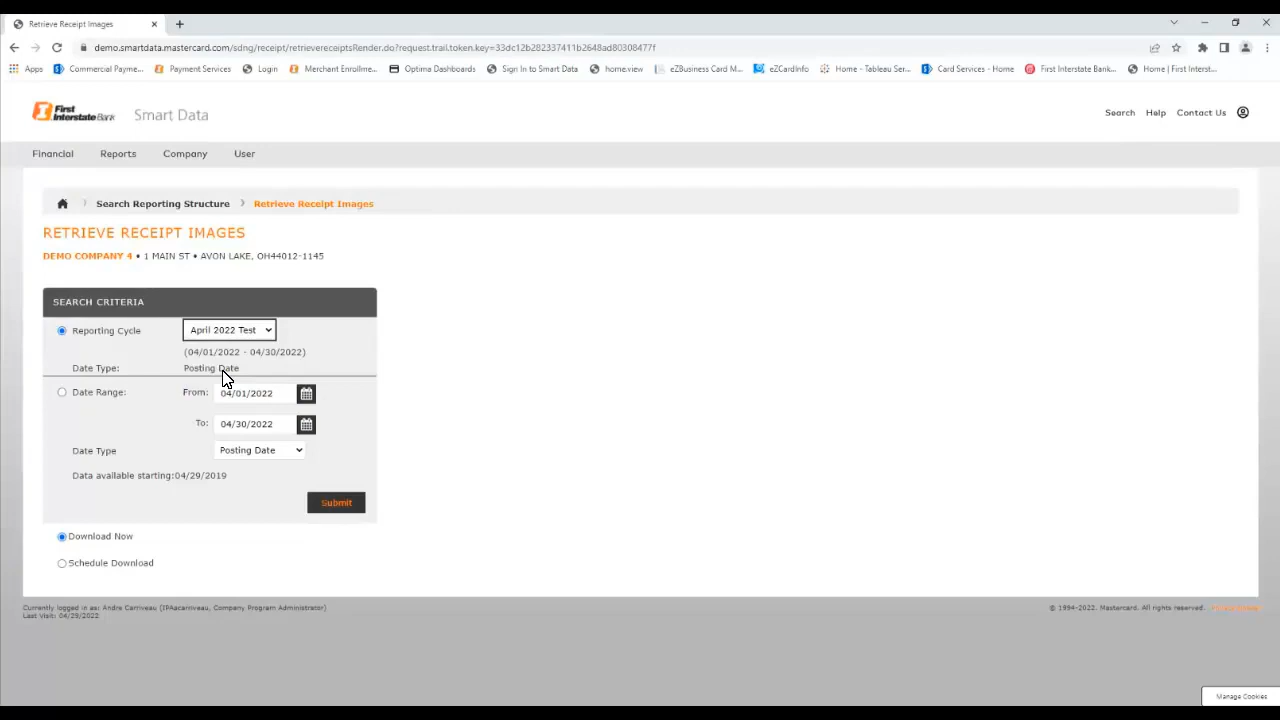 Retrieve Receipt Images
demo.smartdata.mastercard.com/sdng/receipt/retrievereceiptsRender.do?request.trail.token.key=33dc12b282337411b2648ad80308477f
Apps Commercial Payme... Payment Services Login Merchant Enrollme... Optima Dashboards Sign In to Smart Data home.view eZBusiness Card M... eZCardInfo Home - Tableau Ser... Card Services - Home First Interstate Bank... Home | First Interst...
First Interstate Bank Smart Data
Search Help Contact Us
Financial Reports Company User
Search Reporting Structure Retrieve Receipt Images
RETRIEVE RECEIPT IMAGES
DEMO COMPANY 4 • 1 MAIN ST • AVON LAKE, OH44012-1145
SEARCH CRITERIA
Reporting Cycle April 2022 Test
(04/01/2022 - 04/30/2022)
Date Type: Posting Date
Date Range: From: 04/01/2022
To: 04/30/2022
Date Type Posting Date
Data available starting:04/29/2019
Submit
Download Now
Schedule Download
Currently logged in as: Andre Carriveau (IPAacarriveau, Company Program Administrator)
Last Visit: 04/29/2022
© 1994-2022. Mastercard. All rights reserved.
Manage Cookies